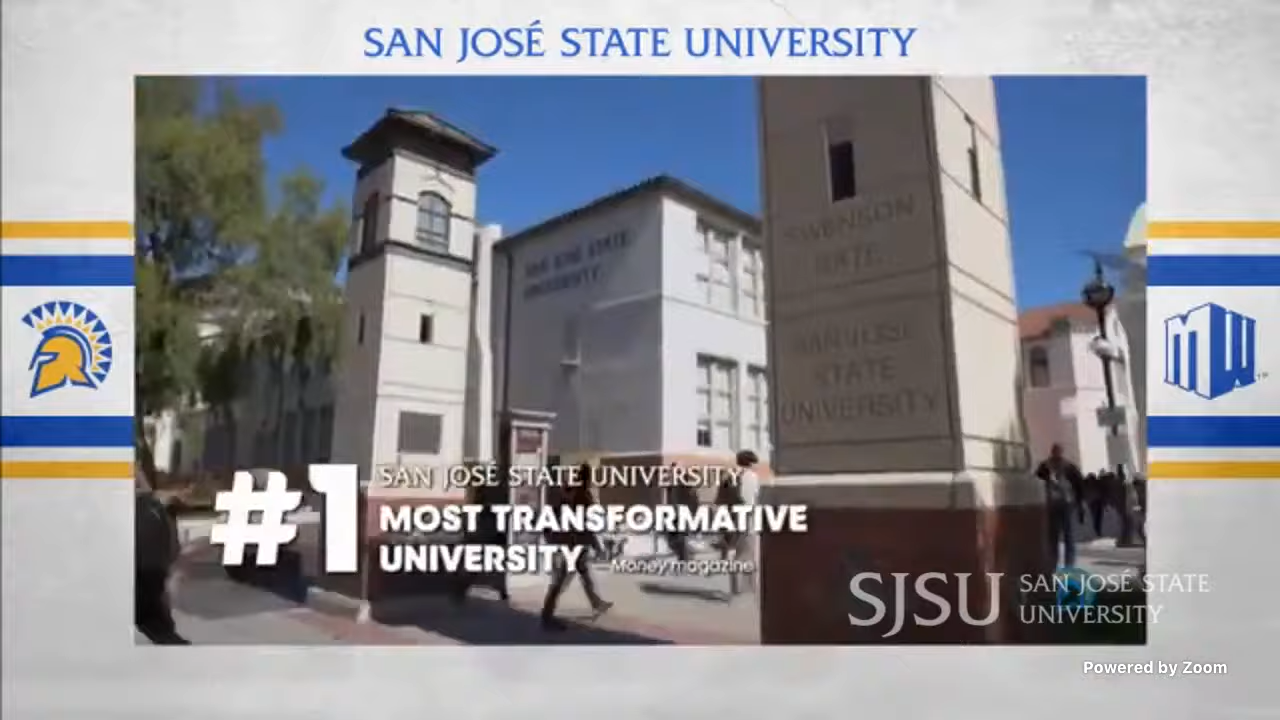 SAN JOSÉ STATE UNIVERSITY
SAN JOSE STATE
UNIVERSITY
SWENSON
GATE
SAN JOSE
STATE
UNIVERSITY
#1
SAN JOSÉ STATE UNIVERSITY
MOST TRANSFORMATIVE
UNIVERSITY —Money magazine
SJSU SAN JOSÉ STATE
UNIVERSITY
MW
Powered by Zoom